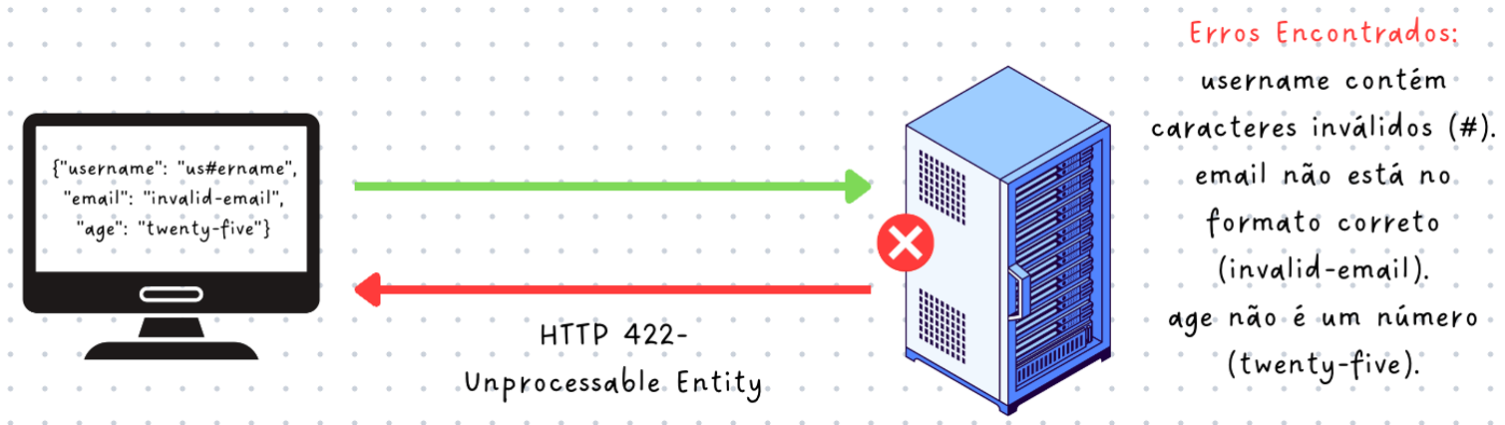 {"username": "us#ername",
"email": "invalid-email",
"age": "twenty-five"}
HTTP 422-
Unprocessable Entity
Erros Encontrados:
username contém
caracteres inválidos (#).
email não está no
formato correto
(invalid-email).
age não é um número
(twenty-five).